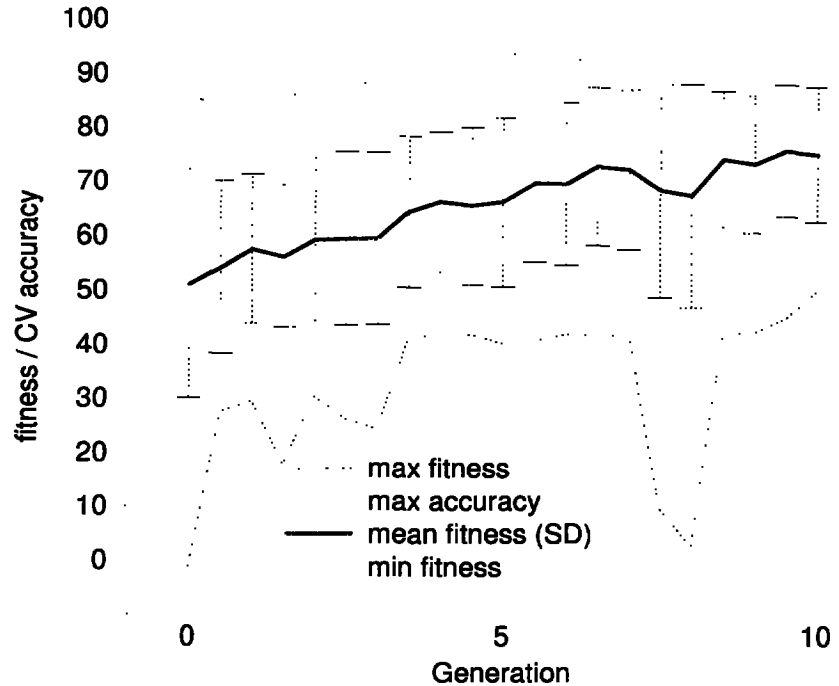 100
90
80
70
60
50
40
30
20
10
0
fitness / CV accuracy
max fitness
max accuracy
mean fitness (SD)
min fitness
0 5 10
Generation